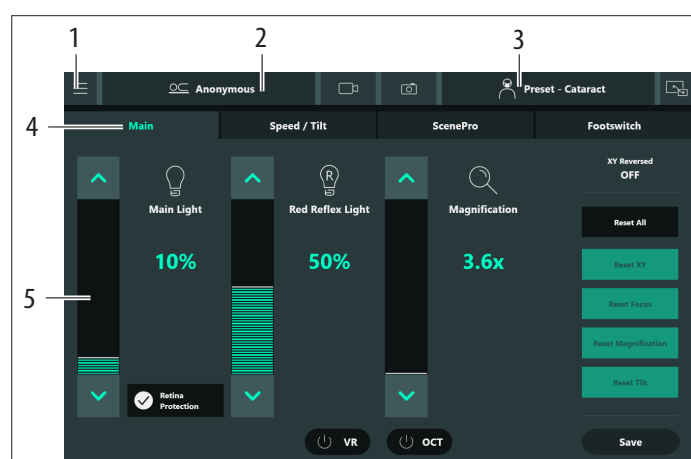 1
2
3
Anonymous
Preset - Cataract
4
Main
Speed / Tilt
ScenePro
Footswitch
XY Reversed
OFF
R
Main Light
Red Reflex Light
Magnification
Reset All
10%
50%
3.6x
Reset XY
5
Reset Focus
Reset Magnification
Reset Tilt
Retina
Protection
VR
OCT
Save